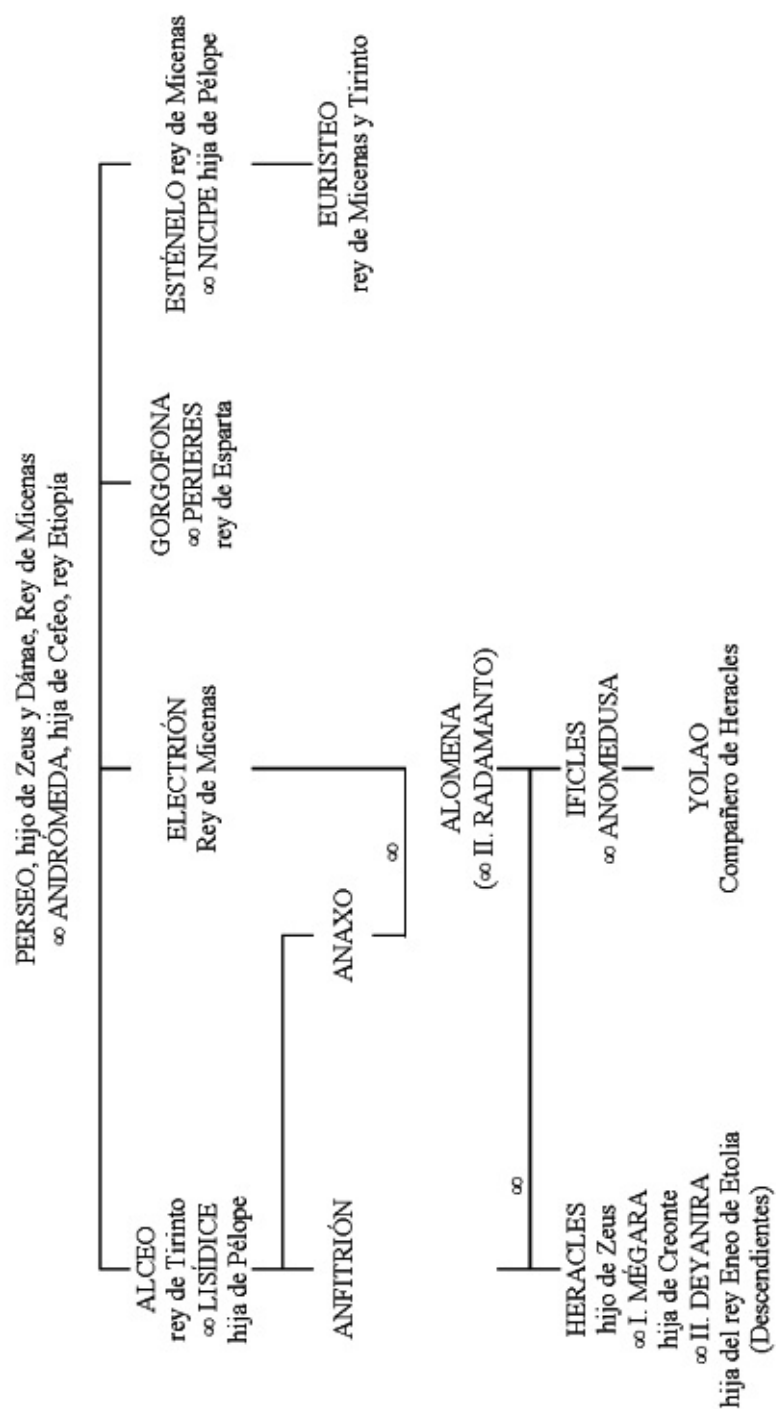 PERSEO, hijo de Zeus y Dánae, Rey de Micenas
∞ ANDRÓMEDA, hija de Cefeo, rey Etiopía
ALCEO
rey de Tirinto
∞ LISÍDICE
hija de Pélope
ELECTRIÓN
Rey de Micenas
GORGOFONA
∞ PERIERES
rey de Esparta
ESTÉNELO rey de Micenas
∞ NICIPE hija de Pélope
ANFITRIÓN
ANAXO
EURISTEO
rey de Micenas y Tirinto
∞
ALOMENA
(∞ II. RADAMANTO)
∞
HERACLES
hijo de Zeus
∞ I. MÉGARA
hija de Creonte
∞ II. DEYANIRA
hija del rey Eneo de Etolia
(Descendientes)
IFICLES
∞ ANOMEDUSA
YOLAO
Compañero de Heracles